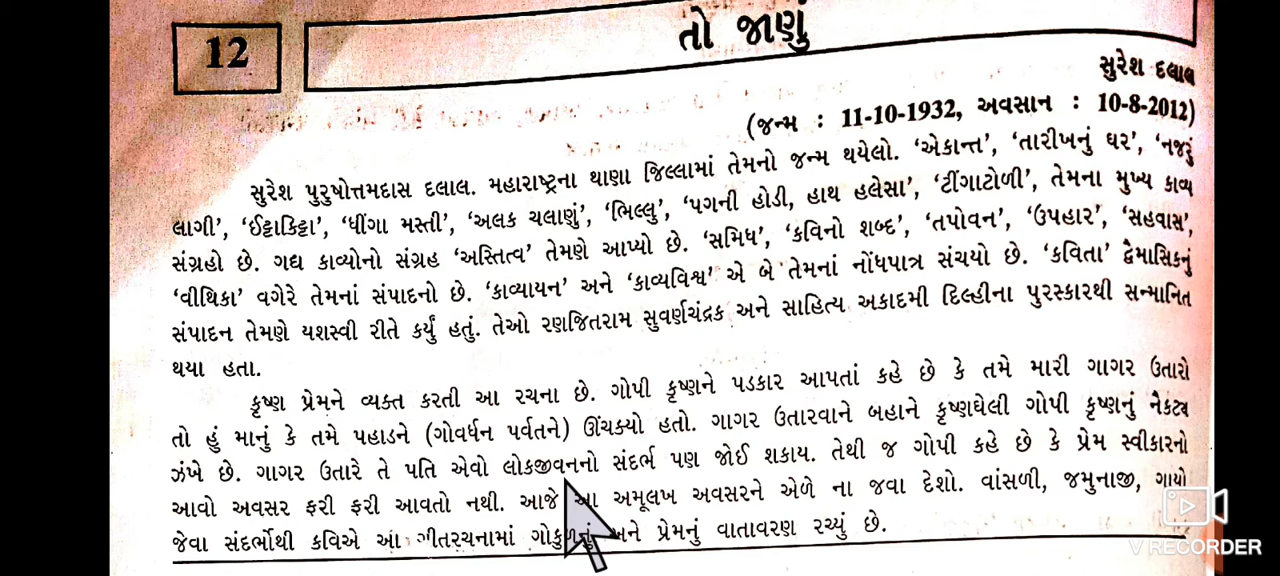 12
તો જાણું
સુરેશ દલાલ
(જન્મ : 11-10-1932, અવસાન : 10-8-2012)
સુરેશ પુરુષોત્તમદાસ દલાલ. મહારાષ્ટ્રના થાણા જિલ્લામાં તેમનો જન્મ થયેલો. ‘એકાન્ત’, ‘તારીખનું ઘર’, ‘નજરું
લાગી’, ‘ઈટ્ટાકિટ્ટા’, ‘ધીંગા મસ્તી’, ‘અલક ચલાણું’, ‘ભિલ્લુ’, ‘પગની હોડી, હાથ હલેસા’, ‘ટીંગાટોળી’, તેમના મુખ્ય કાવ્ય
સંગ્રહો છે. ગદ્ય કાવ્યોનો સંગ્રહ ‘અસ્તિત્વ’ તેમણે આપ્યો છે. ‘સમિધ’, ‘કવિનો શબ્દ’, ‘તપોવન’, ‘ઉપહાર’, ‘સહવાસ’,
‘વીથિકા’ વગેરે તેમનાં સંપાદનો છે. ‘કાવ્યાયન’ અને ‘કાવ્યવિશ્વ’ એ બે તેમનાં નોંધપાત્ર સંચયો છે. ‘કવિતા’ દ્વૈમાસિકનું
સંપાદન તેમણે યશસ્વી રીતે કર્યું હતું. તેઓ રણજિતરામ સુવર્ણચંદ્રક અને સાહિત્ય અકાદમી દિલ્હીના પુરસ્કારથી સન્માનિત
થયા હતા.
કૃષ્ણ પ્રેમને વ્યક્ત કરતી આ રચના છે. ગોપી કૃષ્ણને પડકાર આપતાં કહે છે કે તમે મારી ગાગર ઉતારો
તો હું માનું કે તમે પહાડને (ગોવર્ધન પર્વતને) ઊંચક્યો હતો. ગાગર ઉતારવાને બહાને કૃષ્ણઘેલી ગોપી કૃષ્ણનું નૈકટ્ય
ઝંખે છે. ગાગર ઉતારે તે પતિ એવો લોકજીવનનો સંદર્ભ પણ જોઈ શકાય. તેથી જ ગોપી કહે છે કે પ્રેમ સ્વીકારનો
આવો અવસર ફરી ફરી આવતો નથી. આજે આ અમૂલખ અવસરને એળે ના જવા દેશો. વાંસળી, જમુનાજી, ગાયો
જેવા સંદર્ભોથી કવિએ આ ગીતરચનામાં અને પ્રેમનું વાતાવરણ રચ્યું છે.
V RECORDER